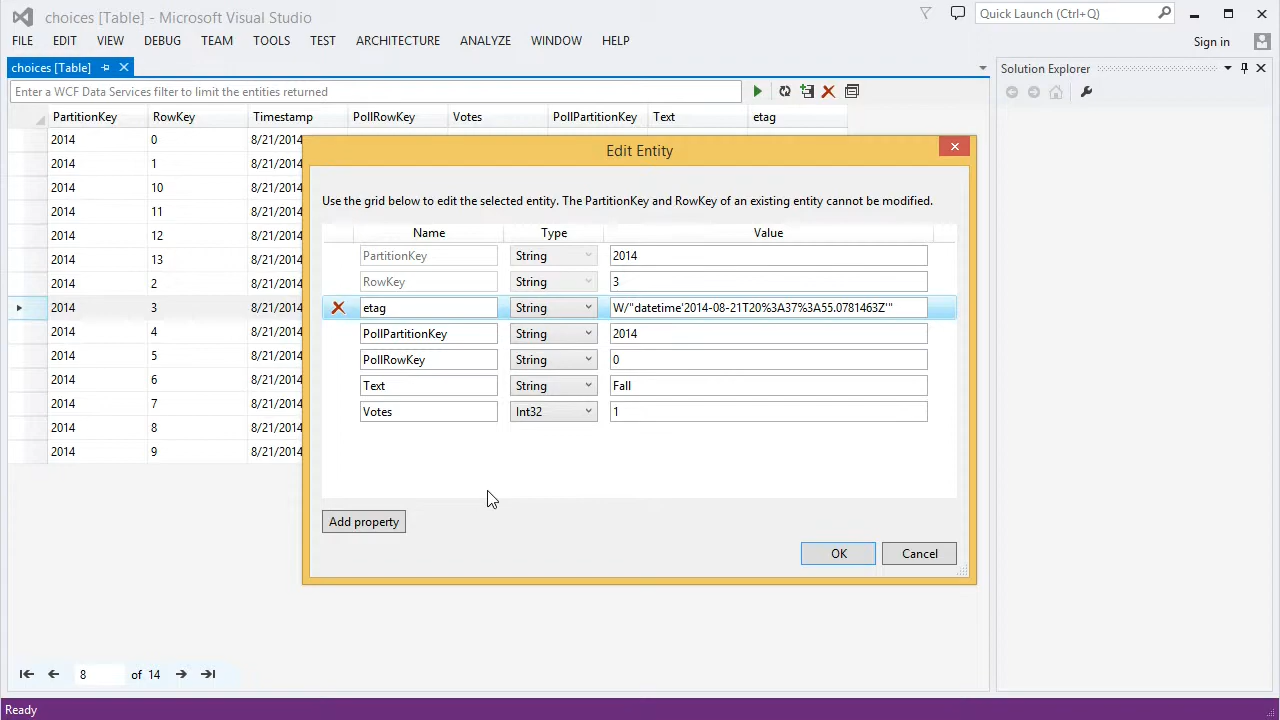 choices [Table] - Microsoft Visual Studio
Quick Launch (Ctrl+Q)
FILE EDIT VIEW DEBUG TEAM TOOLS TEST ARCHITECTURE ANALYZE WINDOW HELP
Sign in
choices [Table]
Solution Explorer
Enter a WCF Data Services filter to limit the entities returned
PartitionKey RowKey Timestamp PollRowKey Votes PollPartitionKey Text etag
2014 0 8/21/2014
2014 1 8/21/2014
2014 10 8/21/2014
2014 11 8/21/2014
2014 12 8/21/2014
2014 13 8/21/2014
2014 2 8/21/2014
2014 3 8/21/2014
2014 4 8/21/2014
2014 5 8/21/2014
2014 6 8/21/2014
2014 7 8/21/2014
2014 8 8/21/2014
2014 9 8/21/2014
Edit Entity
Use the grid below to edit the selected entity. The PartitionKey and RowKey of an existing entity cannot be modified.
Name Type Value
PartitionKey String 2014
RowKey String 3
etag String W/"datetime'2014-08-21T20%3A37%3A55.0781463Z'"
PollPartitionKey String 2014
PollRowKey String 0
Text String Fall
Votes Int32 1
Add property
OK Cancel
8 of 14
Ready